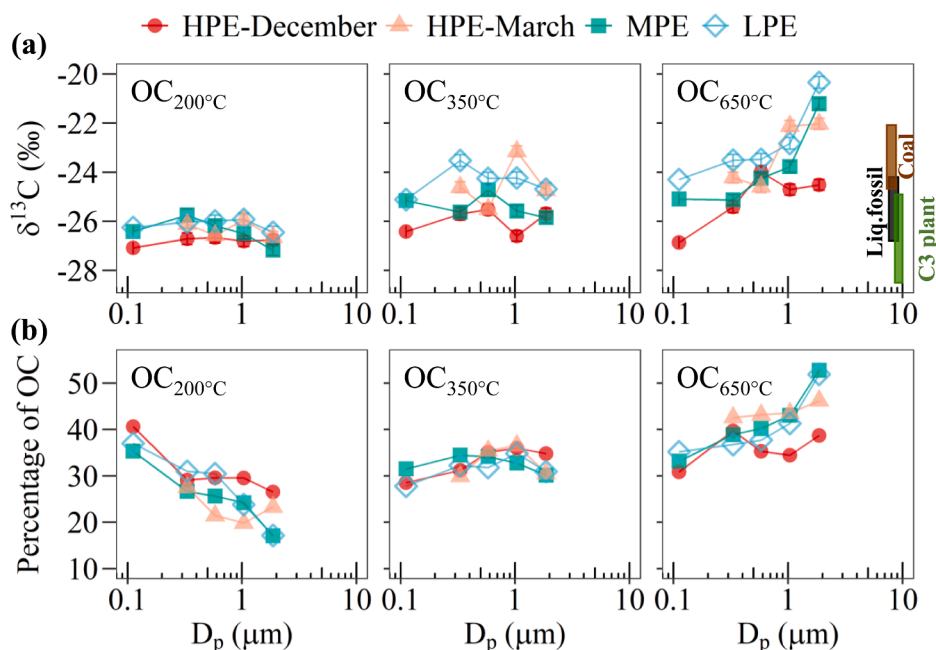 HPE-December HPE-March MPE LPE
(a)
δ¹³C (‰)
-20
-22
-24
-26
-28
OC₂₀₀°C
OC₃₅₀°C
OC₆₅₀°C
Coal
Liq.fossil
C3 plant
0.1 1 10 0.1 1 10 0.1 1 10
(b)
Percentage of OC
50
40
30
20
10
OC₂₀₀°C
OC₃₅₀°C
OC₆₅₀°C
0.1 1 10 0.1 1 10 0.1 1 10
Dₚ (μm) Dₚ (μm) Dₚ (μm)